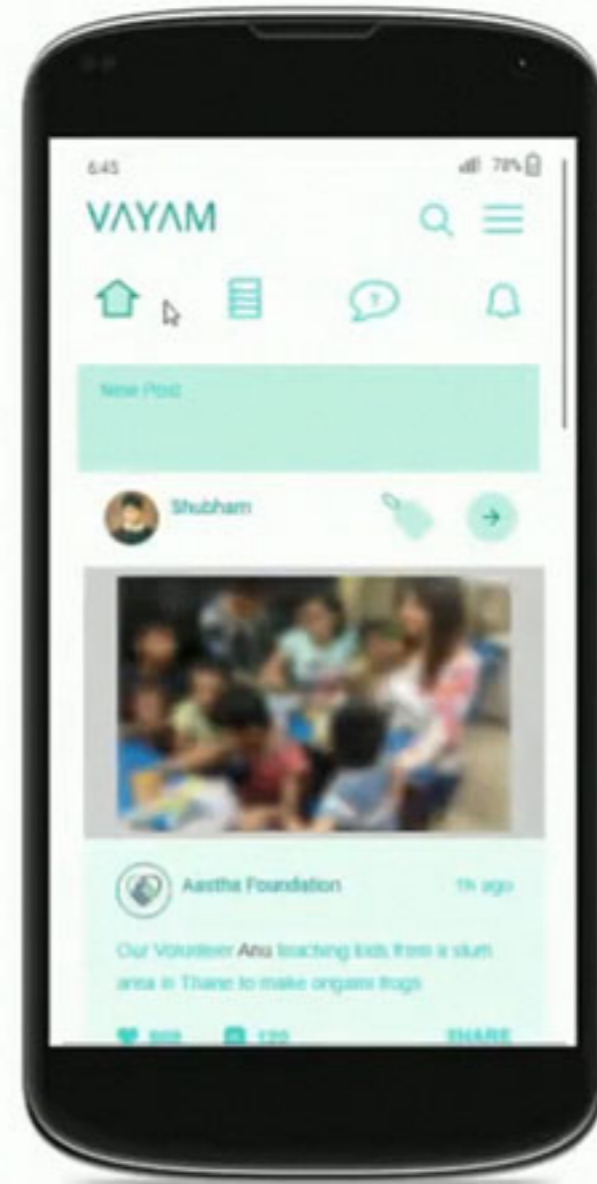 6:45 78%
VAYAM
?
New Post
Shubham
Aastha Foundation 1h ago
Our Volunteer Anu teaching kids from a slum
area in Thane to make origami frogs
120 SHARE